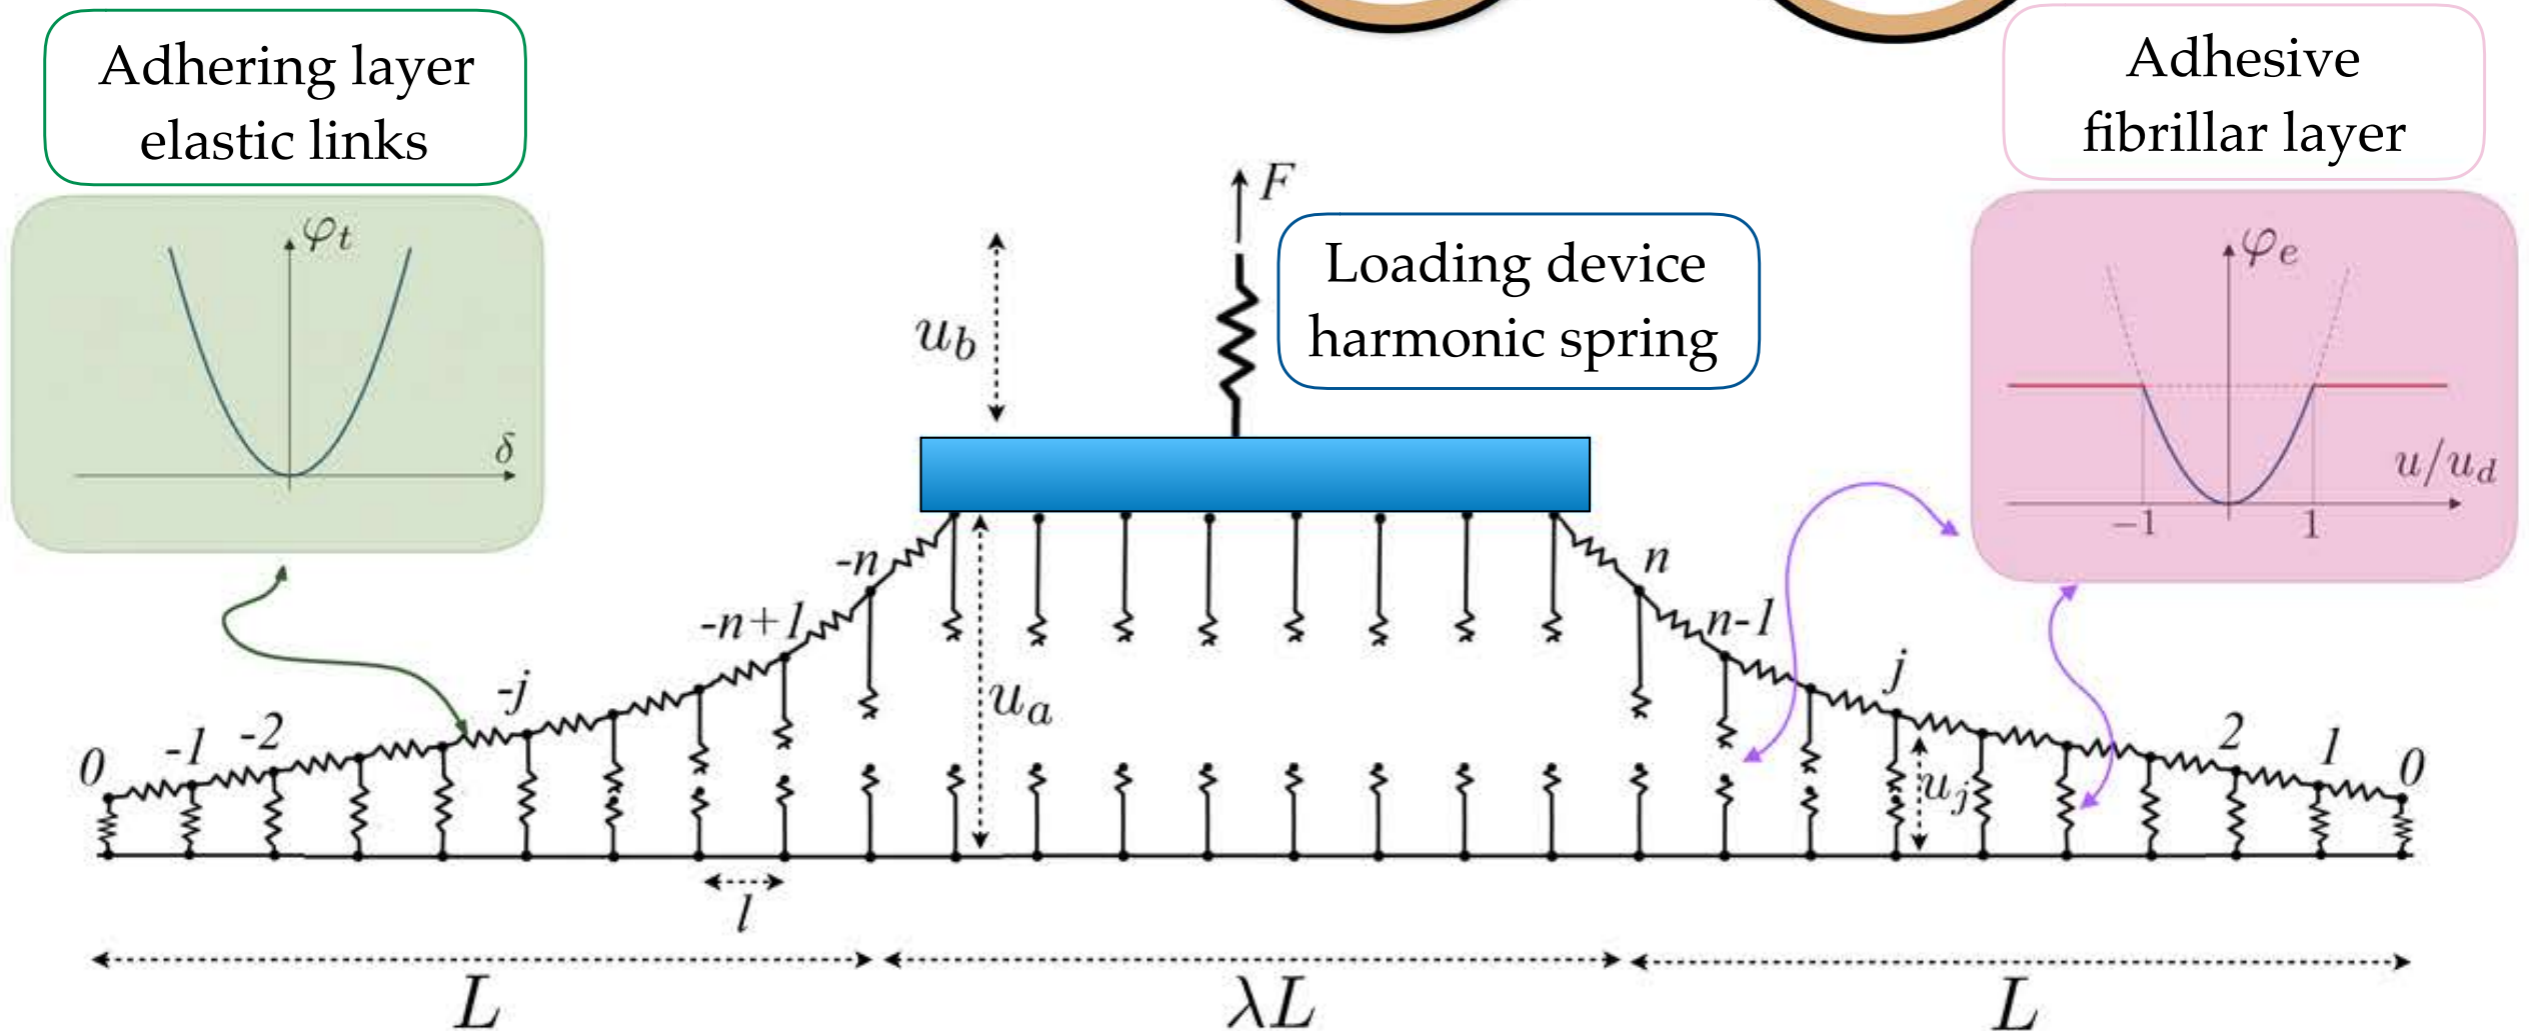 Adhering layer
elastic links
Adhesive
fibrillar layer
φt
δ
F
Loading device
harmonic spring
ub
φe
u/ud
−1
1
-n
n
-n+1
n-1
-j
j
ua
uj
0
-1
-2
2
1
0
l
L
λL
L